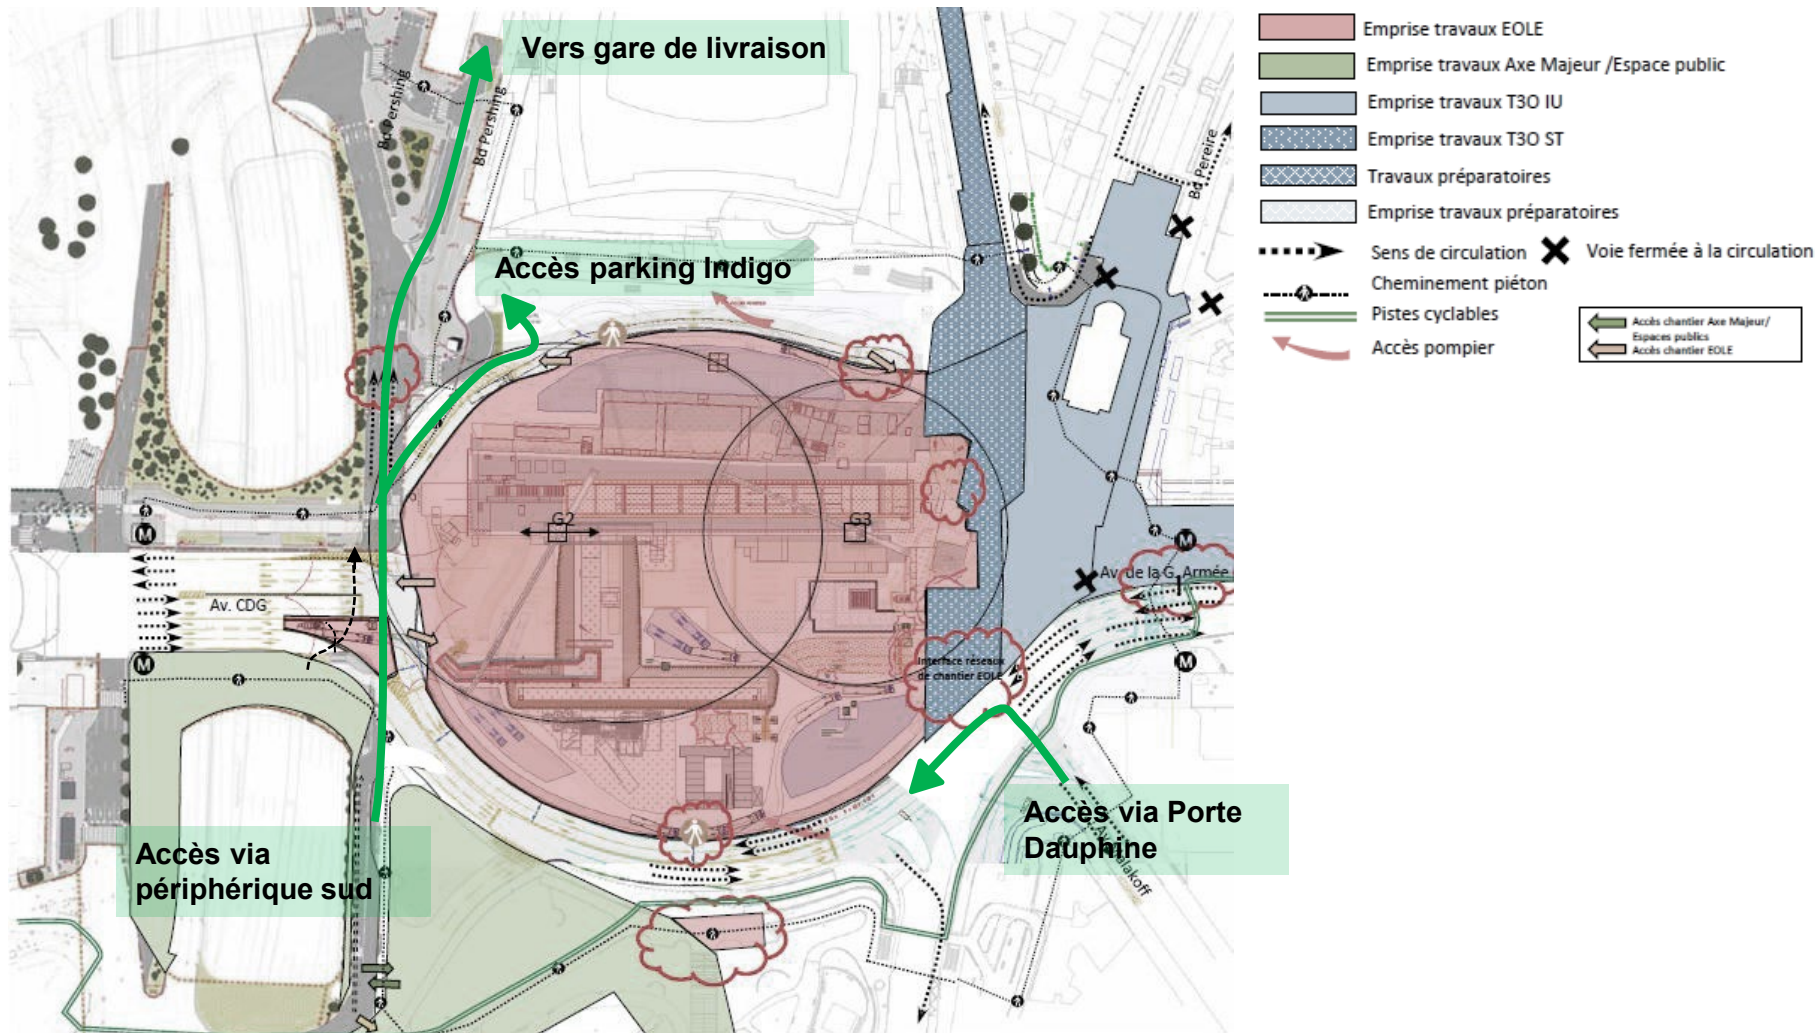 Vers gare de livraison
Bd Pershing
Bd Pershing
Accès parking Indigo
Bd Pereire
G2
G3
M
M
Av. CDG
Av. de la G. Armée
M
M
Interface réseaux
de chantier EOLE
Accès via
périphérique sud
Accès via Porte
Dauphine
Emprise travaux EOLE
Emprise travaux Axe Majeur /Espace public
Emprise travaux T3O IU
Emprise travaux T3O ST
Travaux préparatoires
Emprise travaux préparatoires
Sens de circulation
Voie fermée à la circulation
Cheminement piéton
Pistes cyclables
Accès pompier
Accès chantier Axe Majeur/
Espaces publics
Accès chantier EOLE